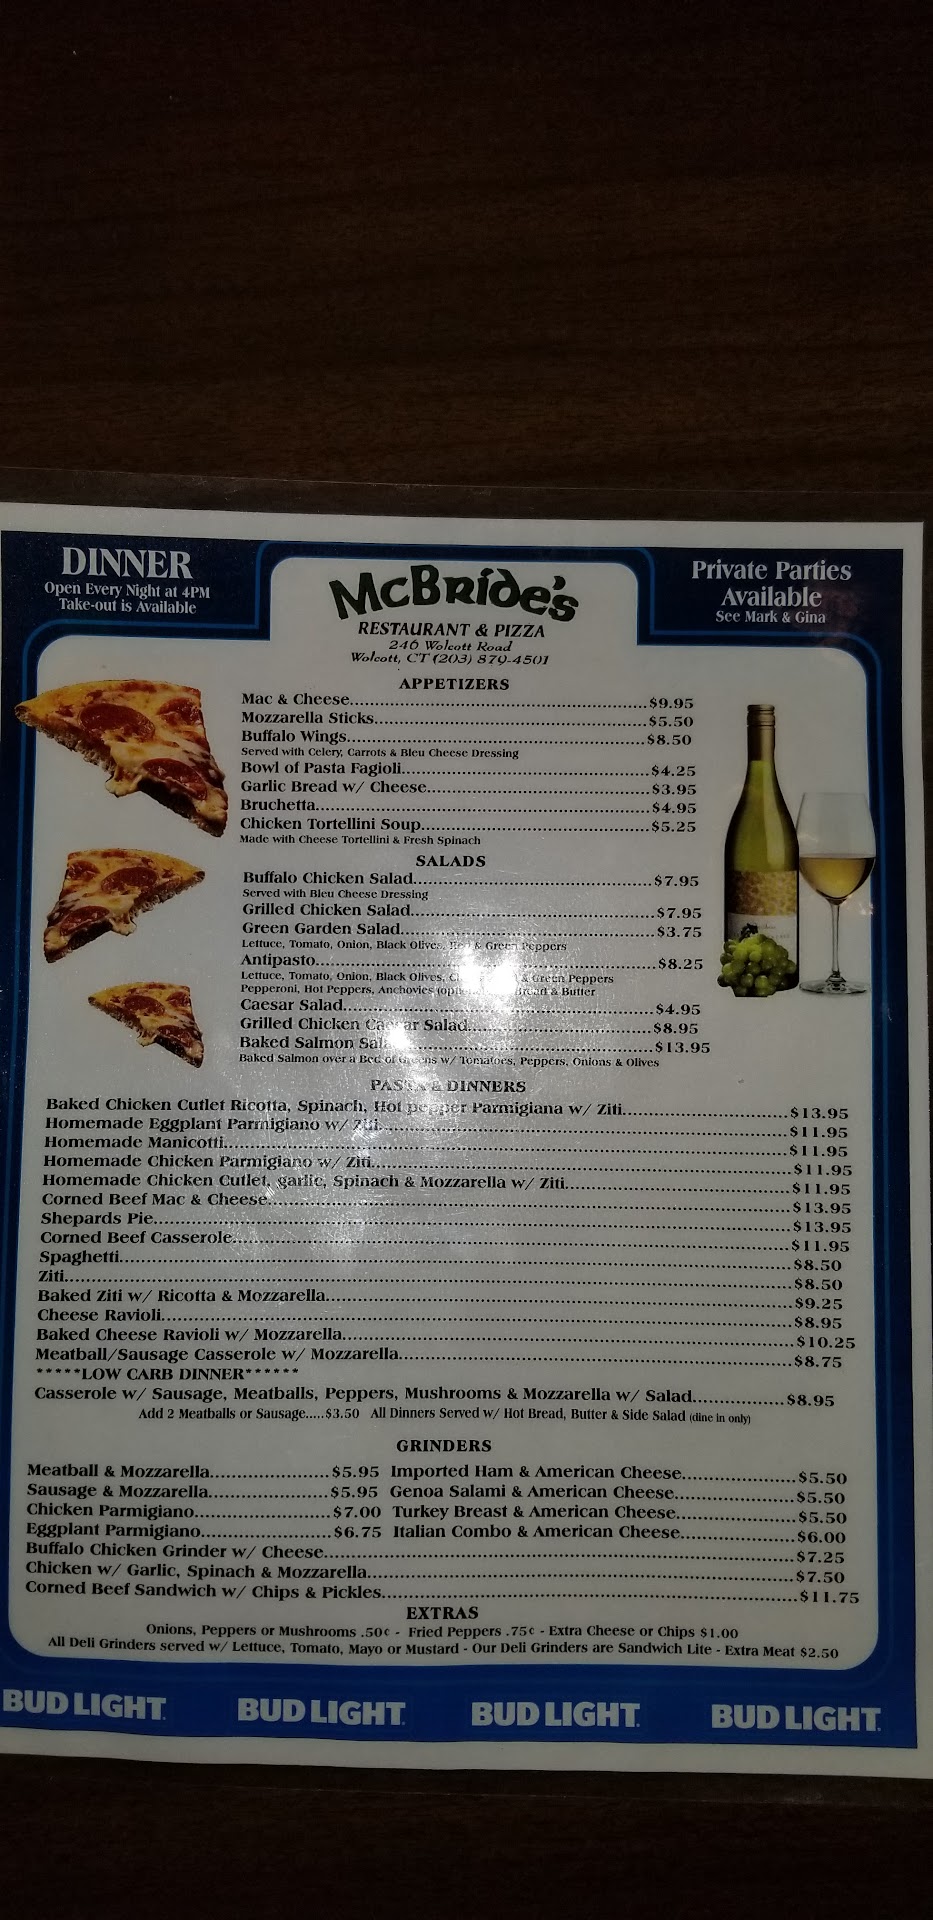 DINNER
Open Every Night at 4PM
Take-out is Available
McBride's
RESTAURANT & PIZZA
246 Wolcott Road
Wolcott, CT (203) 879-4501
Private Parties
Available
See Mark & Gina
APPETIZERS
Mac & Cheese...$9.95
Mozzarella Sticks...$5.50
Buffalo Wings...$8.50
Served with Celery, Carrots & Bleu Cheese Dressing
Bowl of Pasta Fagioli...$4.25
Garlic Bread w/ Cheese...$3.95
Bruchetta...$4.95
Chicken Tortellini Soup...$5.25
Made with Cheese Tortellini & Fresh Spinach
SALADS
Buffalo Chicken Salad...$7.95
Served with Bleu Cheese Dressing
Grilled Chicken Salad...$7.95
Green Garden Salad...$3.75
Lettuce, Tomato, Onion, Black Olives, & Green Peppers
Antipasto...$8.25
Lettuce, Tomato, Onion, Black Olives, & Green Peppers
Pepperoni, Hot Peppers, Anchovies Bread & Butter
Caesar Salad...$4.95
Grilled Chicken Caesar Salad...$8.95
Baked Salmon Salad...$13.95
Baked Salmon over a Bed of Greens w/ Tomatoes, Peppers, Onions & Olives
PASTA & DINNERS
Baked Chicken Cutlet Ricotta, Spinach, Hot pepper Parmigiana w/ Ziti...$13.95
Homemade Eggplant Parmigiano w/ Ziti...$11.95
Homemade Manicotti...$11.95
Homemade Chicken Parmigiano w/ Ziti...$11.95
Homemade Chicken Cutlet, garlic, Spinach & Mozzarella w/ Ziti...$11.95
Corned Beef Mac & Cheese...$13.95
Shepards Pie...$13.95
Corned Beef Casserole...$11.95
Spaghetti...$8.50
Ziti...$8.50
Baked Ziti w/ Ricotta & Mozzarella...$9.25
Cheese Ravioli...$8.95
Baked Cheese Ravioli w/ Mozzarella...$10.25
Meatball/Sausage Casserole w/ Mozzarella...$8.75
*****LOW CARB DINNER******
Casserole w/ Sausage, Meatballs, Peppers, Mushrooms & Mozzarella w/ Salad...$8.95
Add 2 Meatballs or Sausage.....$3.50 All Dinners Served w/ Hot Bread, Butter & Side Salad (dine in only)
GRINDERS
Meatball & Mozzarella...$5.95 Imported Ham & American Cheese...$5.50
Sausage & Mozzarella...$5.95 Genoa Salami & American Cheese...$5.50
Chicken Parmigiano...$7.00 Turkey Breast & American Cheese...$5.50
Eggplant Parmigiano...$6.75 Italian Combo & American Cheese...$6.00
Buffalo Chicken Grinder w/ Cheese...$7.25
Chicken w/ Garlic, Spinach & Mozzarella...$7.50
Corned Beef Sandwich w/ Chips & Pickles...$11.75
EXTRAS
Onions, Peppers or Mushrooms .50¢ - Fried Peppers .75¢ - Extra Cheese or Chips $1.00
All Deli Grinders served w/ Lettuce, Tomato, Mayo or Mustard - Our Deli Grinders are Sandwich Lite - Extra Meat $2.50
BUD LIGHT BUD LIGHT BUD LIGHT BUD LIGHT